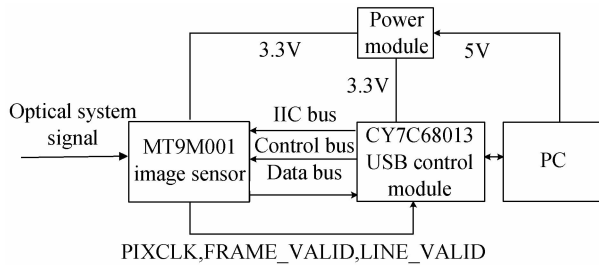 Power
module
3.3V
5V
3.3V
Optical system
signal
IIC bus
MT9M001
image sensor
Control bus
Data bus
CY7C68013
USB control
module
PC
PIXCLK,FRAME_VALID,LINE_VALID